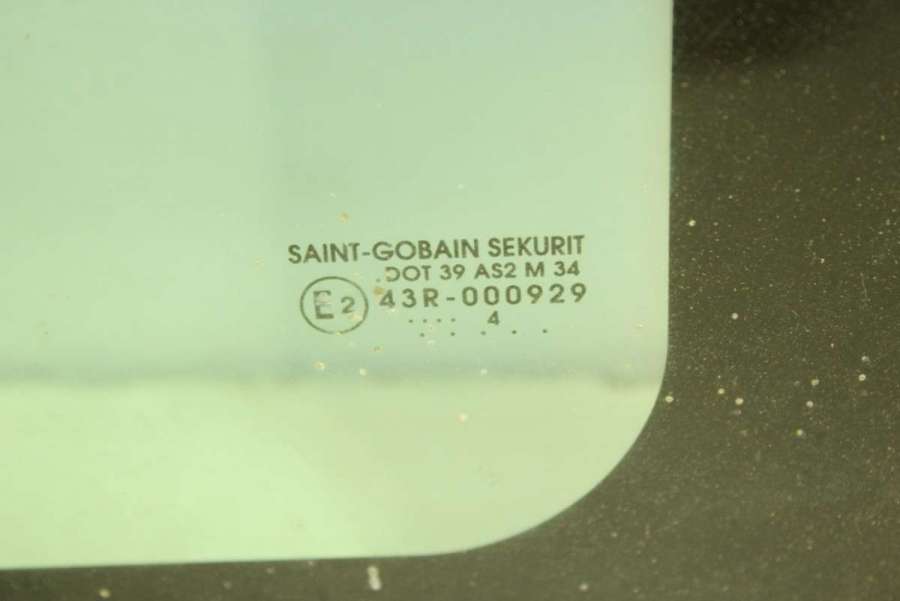 SAINT-GOBAIN SEKURIT
DOT 39 AS2 M 34
E2 43R-000929
.... 4
.. . . . .